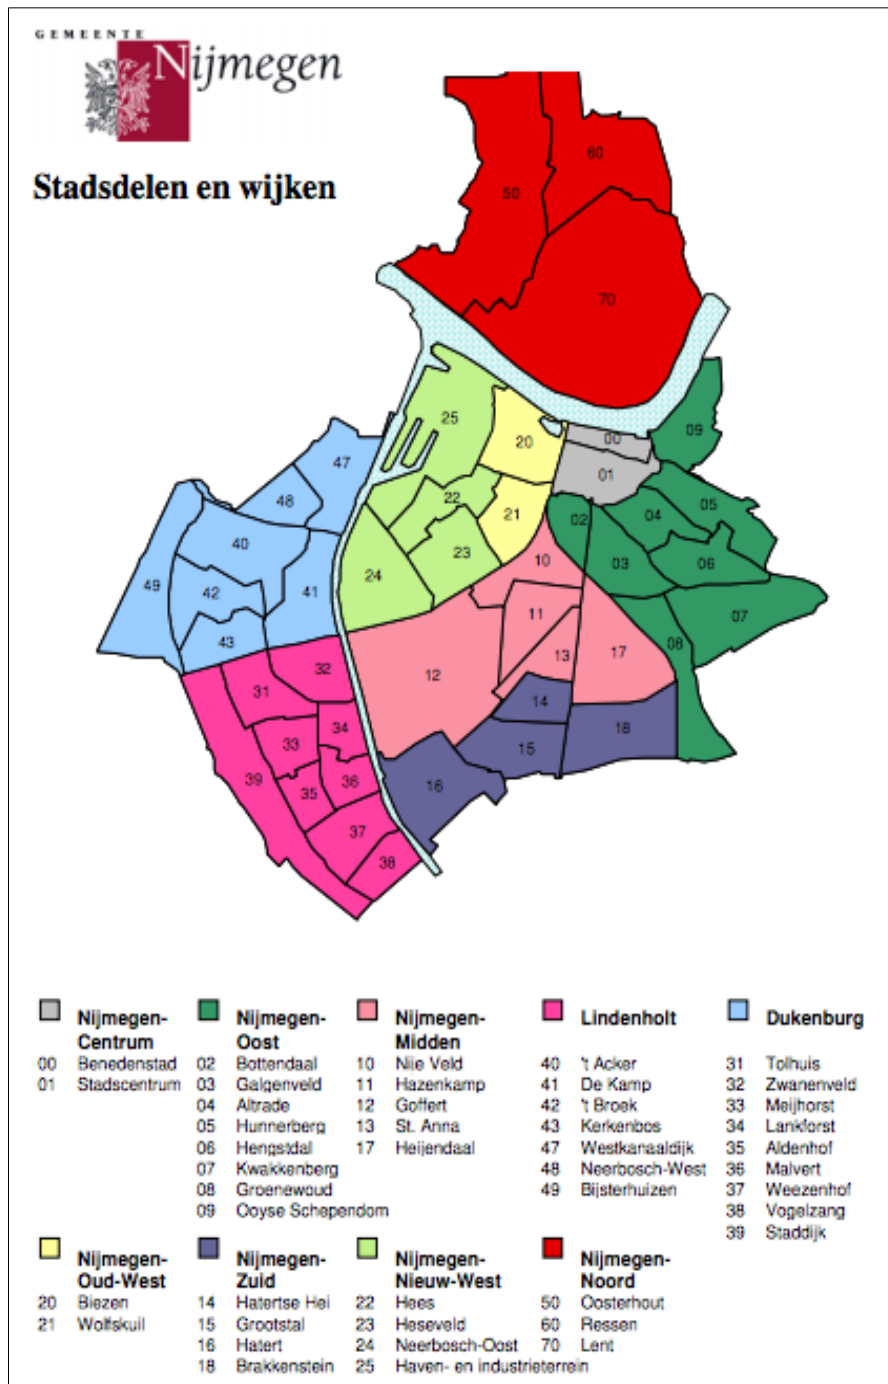 GEMEENTE
Nijmegen
Stadsdelen en wijken
60
50
70
25
20
00
09
01
47
22
48
05
04
02
21
40
23
10
03
06
49
24
42
41
11
07
43
08
13
17
32
12
31
14
34
18
33
15
39
36
16
35
37
38
Nijmegen-
Centrum
00 Benedenstad
01 Stadscentrum
Nijmegen-
Oost
02 Bottendaal
03 Galgenveld
04 Altrade
05 Hunnerberg
06 Hengstdal
07 Kwakkenberg
08 Groenewoud
09 Ooyse Schependom
Nijmegen-
Midden
10 Niie Veld
11 Hazenkamp
12 Goffert
13 St. Anna
17 Heijendaal
Lindenholt
40 't Acker
41 De Kamp
42 't Broek
43 Kerkenbos
47 Westkanaaldijk
48 Neerbosch-West
49 Bijsterhuizen
Dukenburg
31 Tolhuis
32 Zwanenveld
33 Meijhorst
34 Lankforst
35 Aldenhof
36 Malvert
37 Weezenhof
38 Vogelzang
39 Staddijk
Nijmegen-
Oud-West
20 Biezen
21 Wolfskuil
Nijmegen-
Zuid
14 Hatertse Hei
15 Grootstal
16 Hatert
18 Brakkenstein
Nijmegen-
Nieuw-West
22 Hees
23 Heseveld
24 Neerbosch-Oost
25 Haven- en industrieterrein
Nijmegen-
Noord
50 Oosterhout
60 Ressen
70 Lent